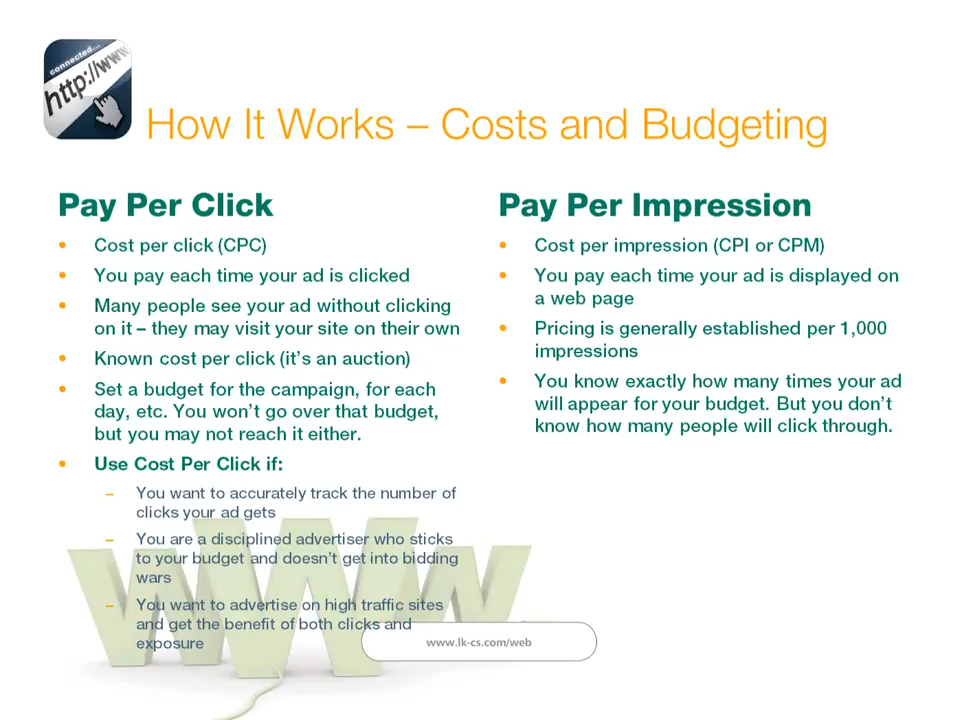 connected...
http://www
How It Works – Costs and Budgeting
Pay Per Click
• Cost per click (CPC)
• You pay each time your ad is clicked
• Many people see your ad without clicking
on it – they may visit your site on their own
• Known cost per click (it's an auction)
• Set a budget for the campaign, for each
day, etc. You won't go over that budget,
but you may not reach it either.
• Use Cost Per Click if:
– You want to accurately track the number of
clicks your ad gets
– You are a disciplined advertiser who sticks
to your budget and doesn't get into bidding
wars
– You want to advertise on high traffic sites
and get the benefit of both clicks and
exposure
Pay Per Impression
• Cost per impression (CPI or CPM)
• You pay each time your ad is displayed on
a web page
• Pricing is generally established per 1,000
impressions
• You know exactly how many times your ad
will appear for your budget. But you don't
know how many people will click through.
WWW
www.lk-cs.com/web